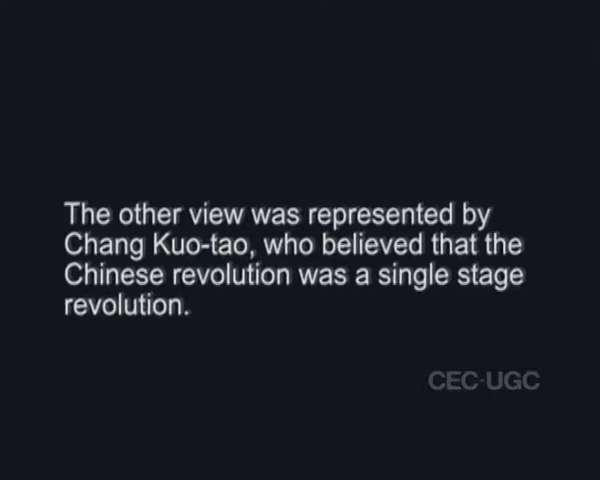 The other view was represented by
Chang Kuo-tao, who believed that the
Chinese revolution was a single stage
revolution.
CEC-UGC